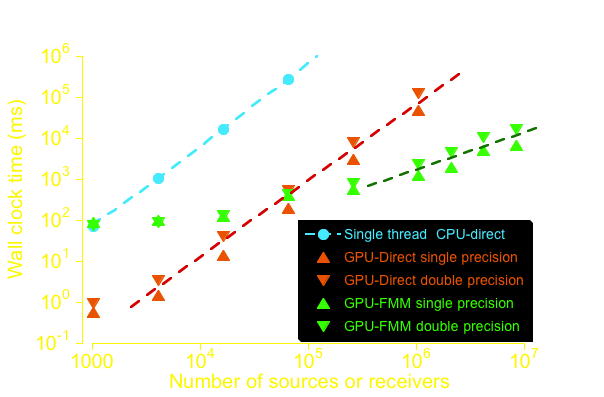 10^6
10^5
10^4
10^3
10^2
10^1
10^0
10^-1
Wall clock time (ms)
Single thread CPU-direct
GPU-Direct single precision
GPU-Direct double precision
GPU-FMM single precision
GPU-FMM double precision
1000 10^4 10^5 10^6 10^7
Number of sources or receivers